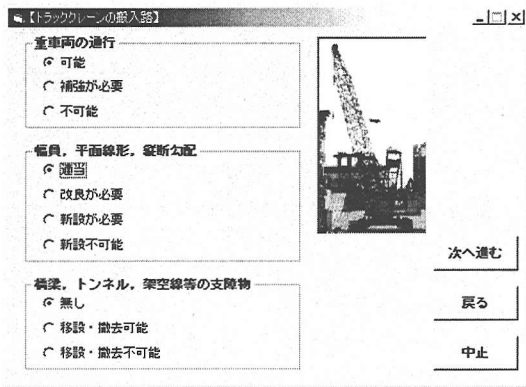 【トラッククレーンの搬入路】
重車両の通行
可能
補強が必要
不可能
幅員，平面線形，縦断勾配
適当
改良が必要
新設が必要
新設不可能
橋梁，トンネル，架空線等の支障物
無し
移設・撤去可能
移設・撤去不可能
次へ進む
戻る
中止